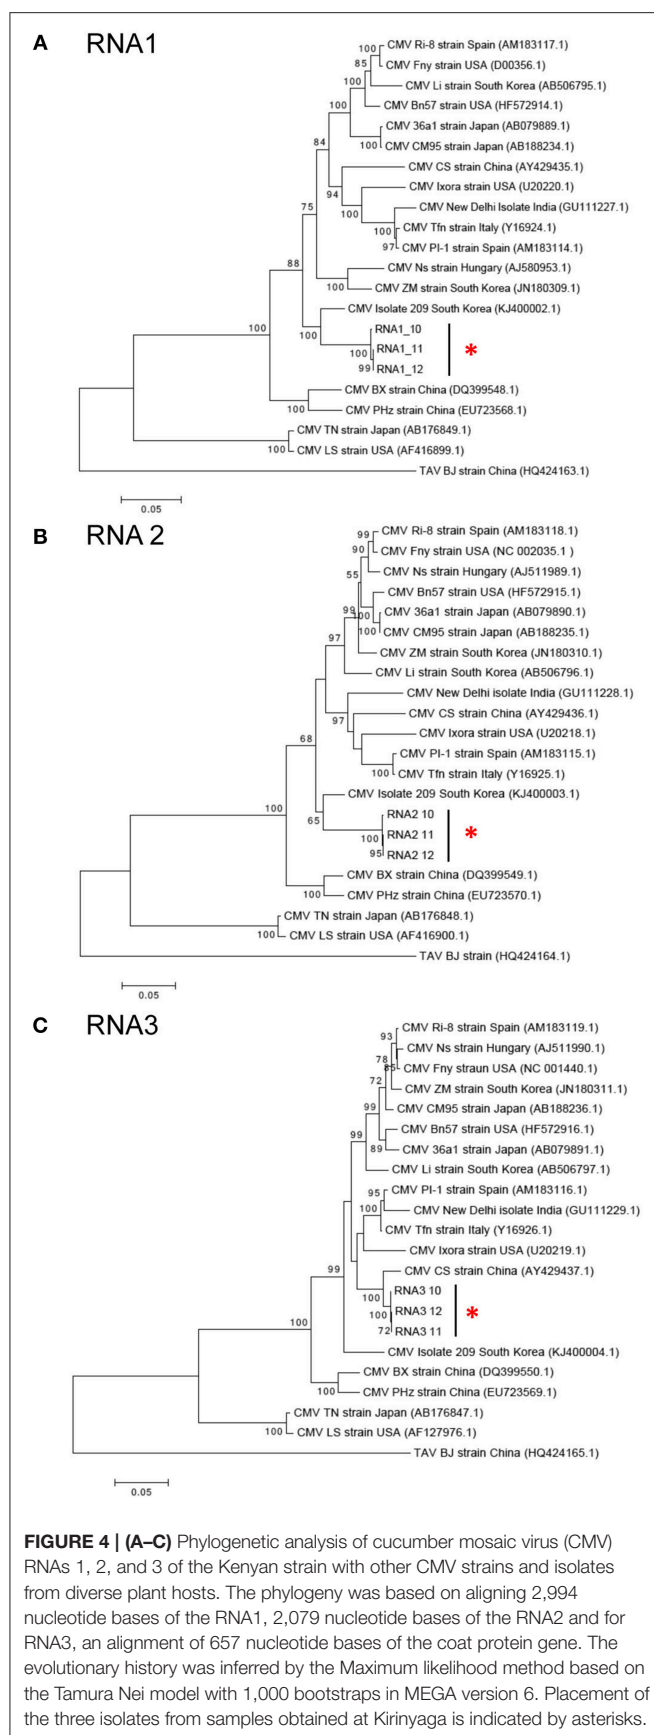 A RNA1
100 CMV Ri-8 strain Spain (AM183117.1)
85 CMV Fny strain USA (D00356.1)
100 CMV Li strain South Korea (AB506795.1)
100 CMV Bn57 strain USA (HF572914.1)
CMV 36a1 strain Japan (AB079889.1)
84 100 CMV CM95 strain Japan (AB188234.1)
CMV CS strain China (AY429435.1)
75 94 CMV Ixora strain USA (U20220.1)
100 CMV New Delhi Isolate India (GU111227.1)
100 CMV Tfn strain Italy (Y16924.1)
97 CMV PI-1 strain Spain (AM183114.1)
88 CMV Ns strain Hungary (AJ580953.1)
100 CMV ZM strain South Korea (JN180309.1)
CMV Isolate 209 South Korea (KJ400002.1)
100 100 RNA1_10
100 RNA1_11 *
99 RNA1_12
CMV BX strain China (DQ399548.1)
100 CMV PHz strain China (EU723568.1)
CMV TN strain Japan (AB176849.1)
100 CMV LS strain USA (AF416899.1)
TAV BJ strain China (HQ424163.1)
0.05
B RNA 2
99 CMV Ri-8 strain Spain (AM183118.1)
90 CMV Fny strain USA (NC 002035.1 )
55 CMV Ns strain Hungary (AJ511989.1)
CMV Bn57 strain USA (HF572915.1)
99 100 CMV 36a1 strain Japan (AB079890.1)
100 CMV CM95 strain Japan (AB188235.1)
97 CMV ZM strain South Korea (JN180310.1)
CMV Li strain South Korea (AB506796.1)
CMV New Delhi isolate India (GU111228.1)
97 CMV CS strain China (AY429436.1)
68 CMV Ixora strain USA (U20218.1)
CMV PI-1 strain Spain (AM183115.1)
100 CMV Tfn strain Italy (Y16925.1)
CMV Isolate 209 South Korea (KJ400003.1)
100 65 RNA2 10
100 RNA2 11 *
95 RNA2 12
CMV BX strain China (DQ399549.1)
100 CMV PHz strain China (EU723570.1)
CMV TN strain Japan (AB176848.1)
100 CMV LS strain USA (AF416900.1)
TAV BJ strain (HQ424164.1)
0.05
C RNA3
93 CMV Ri-8 strain Spain (AM183119.1)
CMV Ns strain Hungary (AJ511990.1)
78 85 CMV Fny straun USA (NC 001440.1)
72 CMV ZM strain South Korea (JN180311.1)
99 CMV CM95 strain Japan (AB188236.1)
CMV Bn57 strain USA (HF572916.1)
99 89 CMV 36a1 strain Japan (AB079891.1)
CMV Li strain South Korea (AB506797.1)
95 CMV PI-1 strain Spain (AM183116.1)
100 CMV New Delhi isolate India (GU111229.1)
CMV Tfn strain Italy (Y16926.1)
CMV Ixora strain USA (U20219.1)
99 CMV CS strain China (AY429437.1)
100 RNA3 10
100 RNA3 12 *
100 72 RNA3 11
CMV Isolate 209 South Korea (KJ400004.1)
CMV BX strain China (DQ399550.1)
100 CMV PHz strain China (EU723569.1)
CMV TN strain Japan (AB176847.1)
100 CMV LS strain USA (AF127976.1)
TAV BJ strain China (HQ424165.1)
0.05
FIGURE 4 | (A–C) Phylogenetic analysis of cucumber mosaic virus (CMV)
RNAs 1, 2, and 3 of the Kenyan strain with other CMV strains and isolates
from diverse plant hosts. The phylogeny was based on aligning 2,994
nucleotide bases of the RNA1, 2,079 nucleotide bases of the RNA2 and for
RNA3, an alignment of 657 nucleotide bases of the coat protein gene. The
evolutionary history was inferred by the Maximum likelihood method based on
the Tamura Nei model with 1,000 bootstraps in MEGA version 6. Placement of
the three isolates from samples obtained at Kirinyaga is indicated by asterisks.